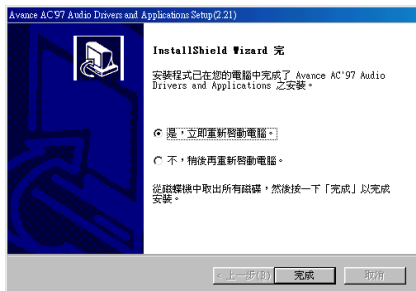 Avance AC'97 Audio Drivers and Applications Setup (2.21)
InstallShield Wizard 完
安裝程式已在您的電腦中完成了 Avance AC'97 Audio
Drivers and Applications 之安裝。
是，立即重新啓動電腦。
不，稍後再重新啓動電腦。
從磁碟機中取出所有磁碟，然後按一下「完成」以完成
安裝。
< 上一步(B)
完成
取消